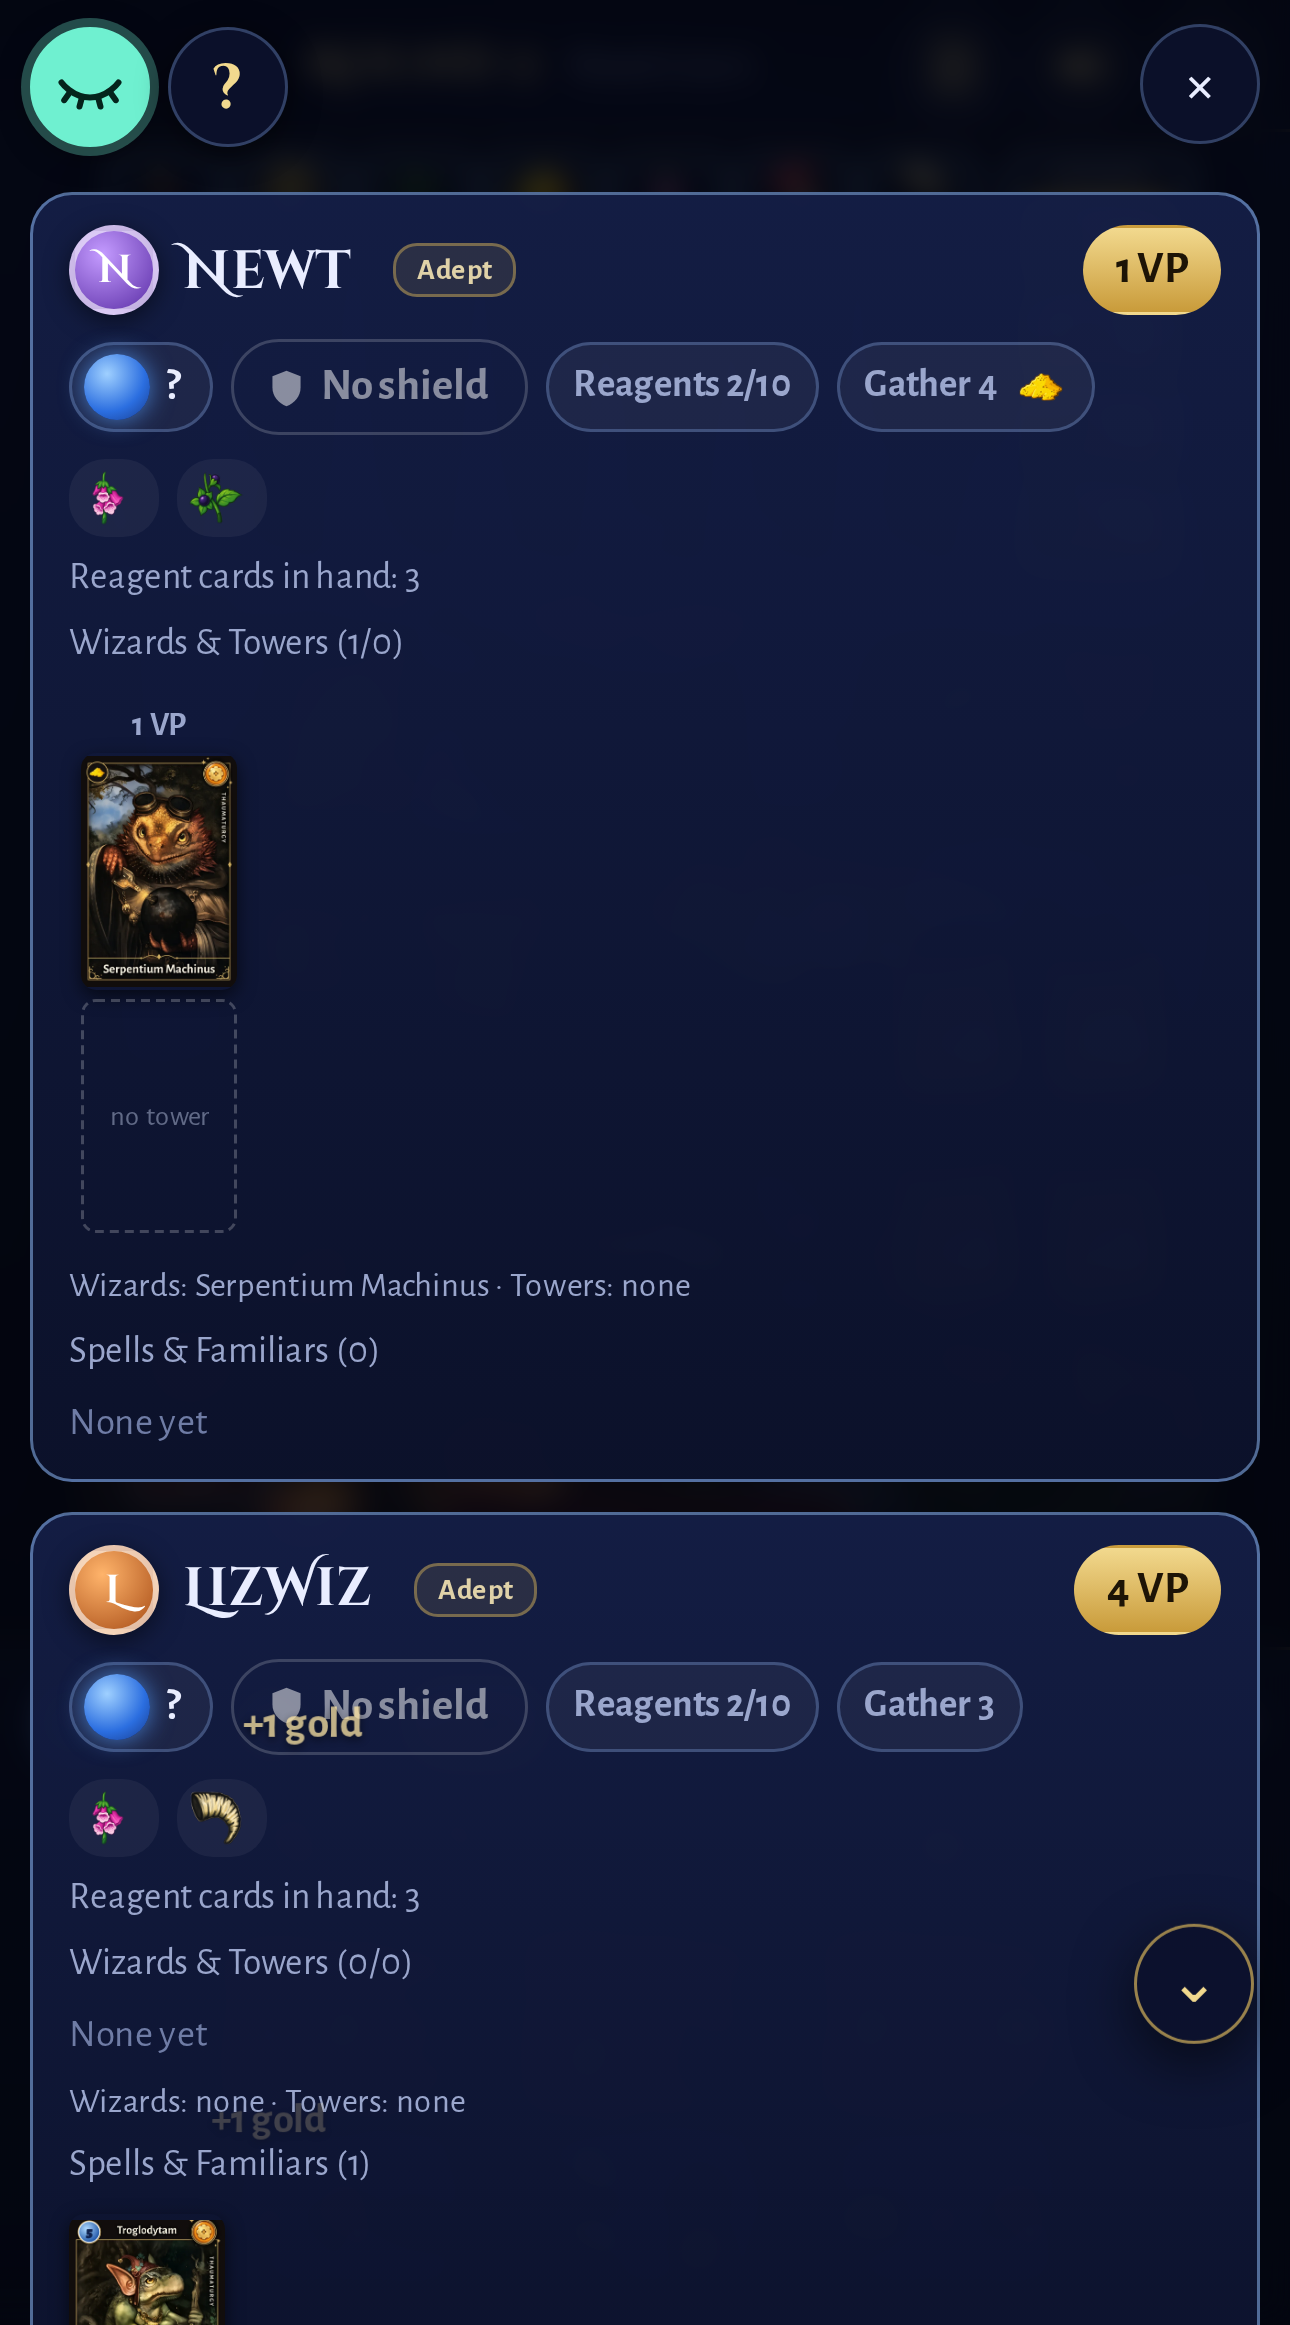 ?
×
N NEWT Adept 1 VP
? No shield Reagents 2/10 Gather 4
Reagent cards in hand: 3
Wizards & Towers (1/0)
1 VP
THAUMATURGY
Serpentium Machinus
no tower
Wizards: Serpentium Machinus · Towers: none
Spells & Familiars (0)
None yet
L LIZWIZ Adept 4 VP
? No shield Reagents 2/10 Gather 3
+1 gold
Reagent cards in hand: 3
Wizards & Towers (0/0)
None yet
Wizards: none · Towers: none
+1 gold
Spells & Familiars (1)
5 Troglodytam
THAUMATURGY